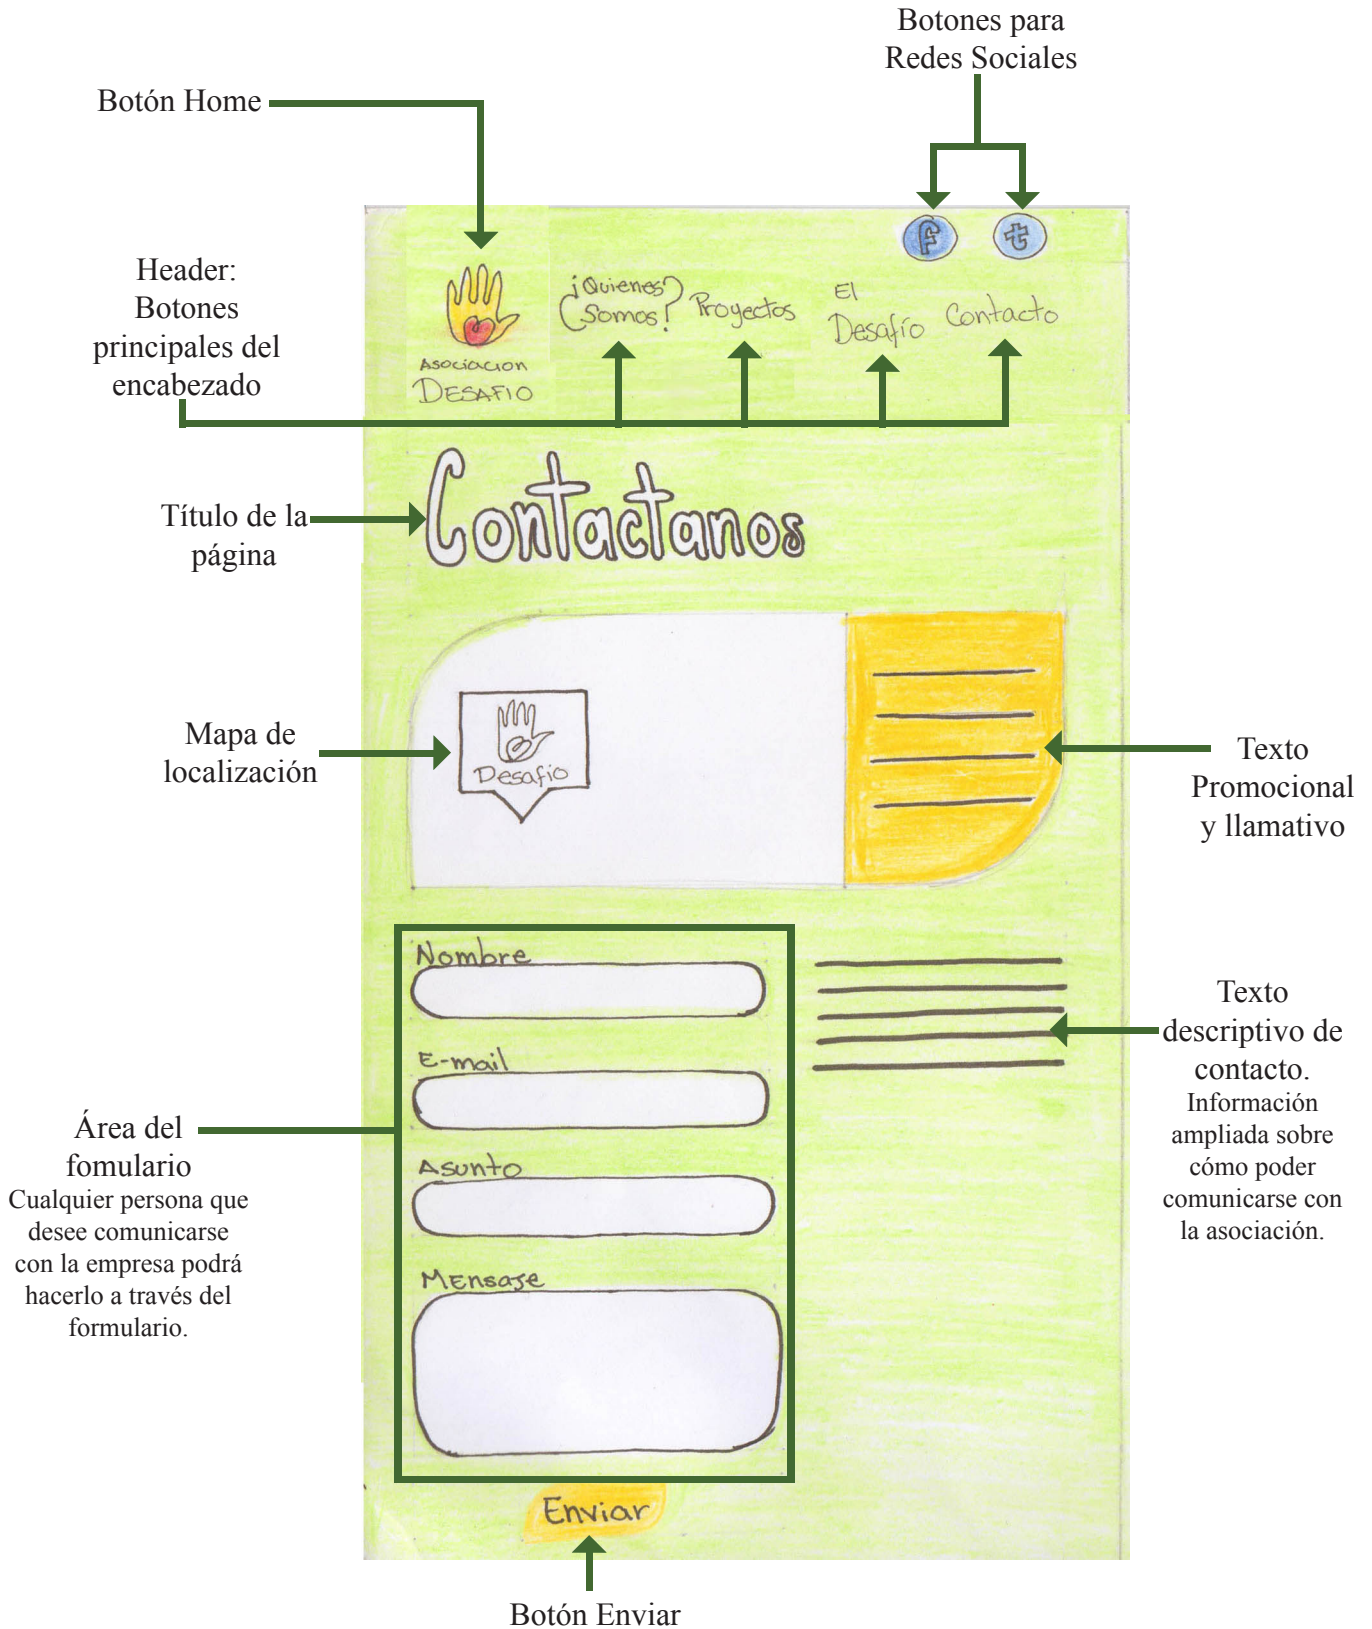 Botones para
Redes Sociales
Botón Home
Header:
Botones
principales del
encabezado
f
t
Asociacion
DESAFIO
¡Quienes?
¿Somos!
Proyectos
El
Desafío
Contacto
Título de la
página
Contactanos
Mapa de
localización
Desafio
Texto
Promocional
y llamativo
Nombre
E-mail
Asunto
Mensaje
Área del
fomulario
Cualquier persona que
desee comunicarse
con la empresa podrá
hacerlo a través del
formulario.
Texto
descriptivo de
contacto.
Información
ampliada sobre
cómo poder
comunicarse con
la asociación.
Enviar
Botón Enviar